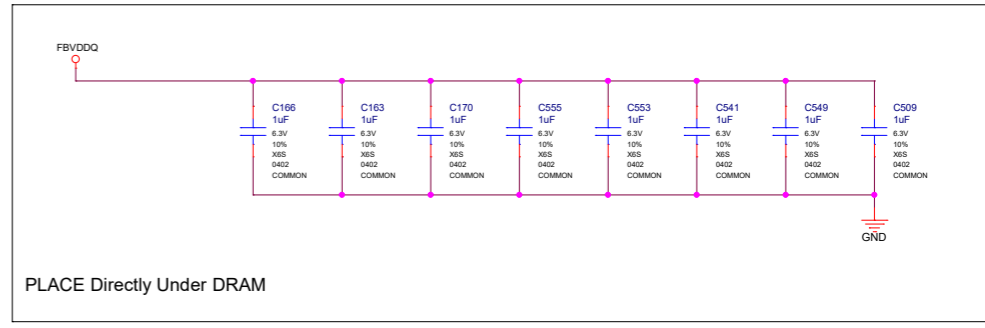 FBVDDQ
C166
1uF
6.3V
10%
X6S
0402
COMMON
C163
1uF
6.3V
10%
X6S
0402
COMMON
C170
1uF
6.3V
10%
X6S
0402
COMMON
C555
1uF
6.3V
10%
X6S
0402
COMMON
C553
1uF
6.3V
10%
X6S
0402
COMMON
C541
1uF
6.3V
10%
X6S
0402
COMMON
C549
1uF
6.3V
10%
X6S
0402
COMMON
C509
1uF
6.3V
10%
X6S
0402
COMMON
GND
PLACE Directly Under DRAM